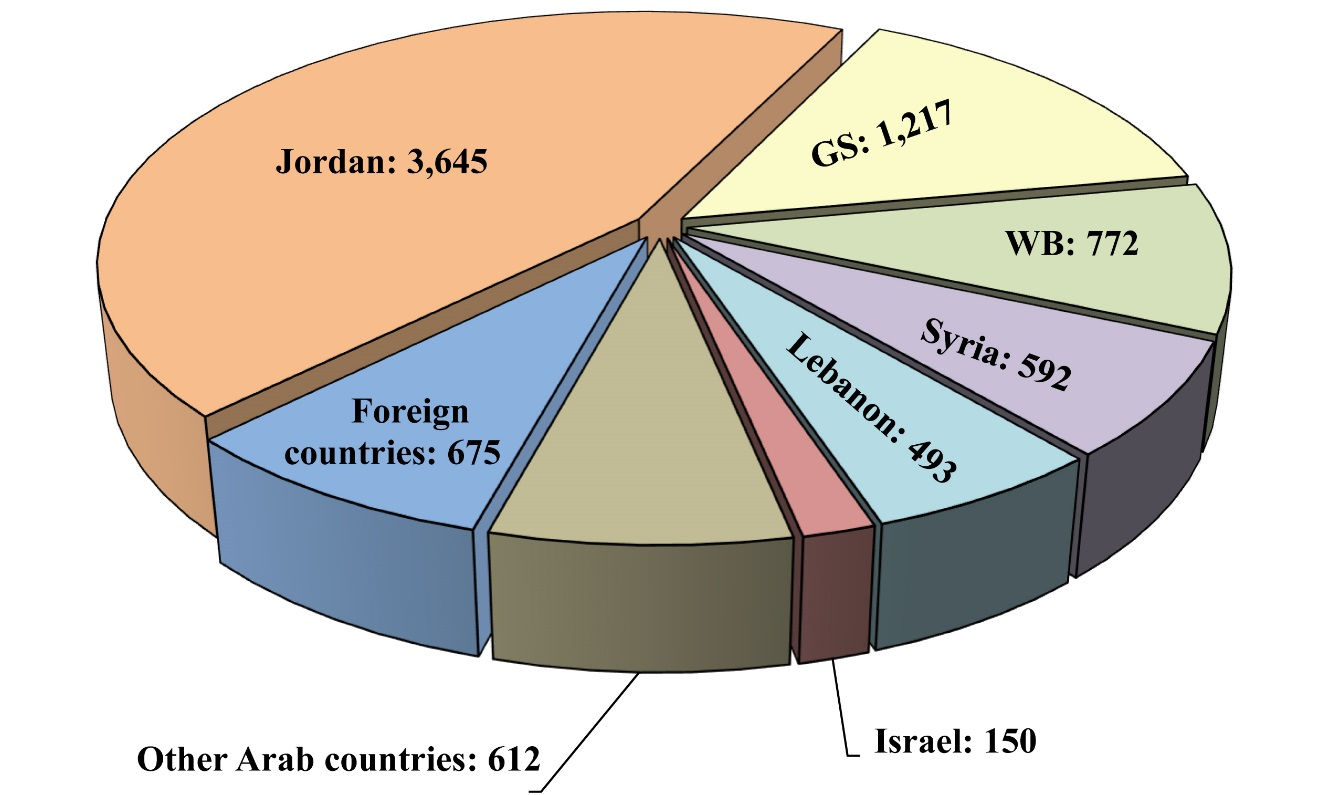 Jordan: 3,645
GS: 1,217
WB: 772
Syria: 592
Lebanon: 493
Foreign
countries: 675
Other Arab countries: 612
Israel: 150